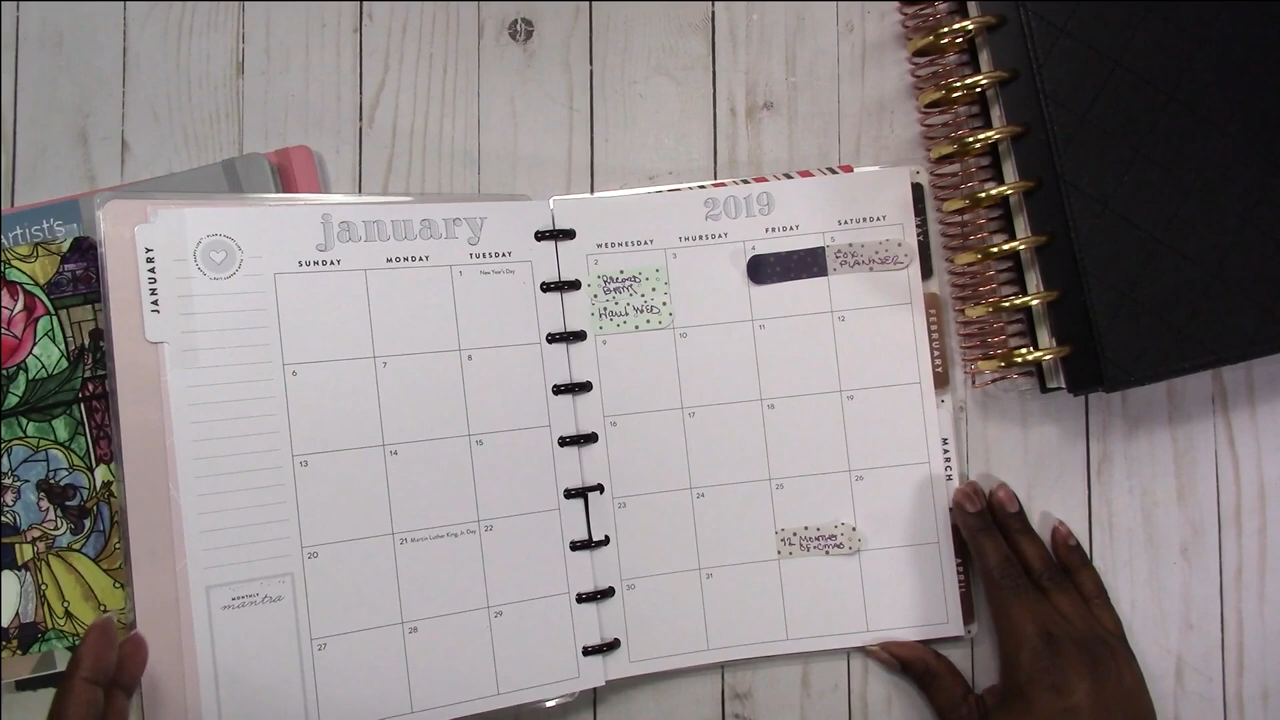 Artist's
JANUARY
january
SUNDAY MONDAY TUESDAY
1 New Year's Day
6 7 8
13 14 15
20 21 Martin Luther King, Jr. Day 22
27 28 29
MONTHLY
mantra
2019
WEDNESDAY THURSDAY FRIDAY SATURDAY
2 3 4 5
RECORD
HAUL WED
PLANNER
9 10 11 12
16 17 18 19
23 24 25 26
12 MONTHS
OF CMAS
30 31
MAY
FEBRUARY
MARCH
APRIL